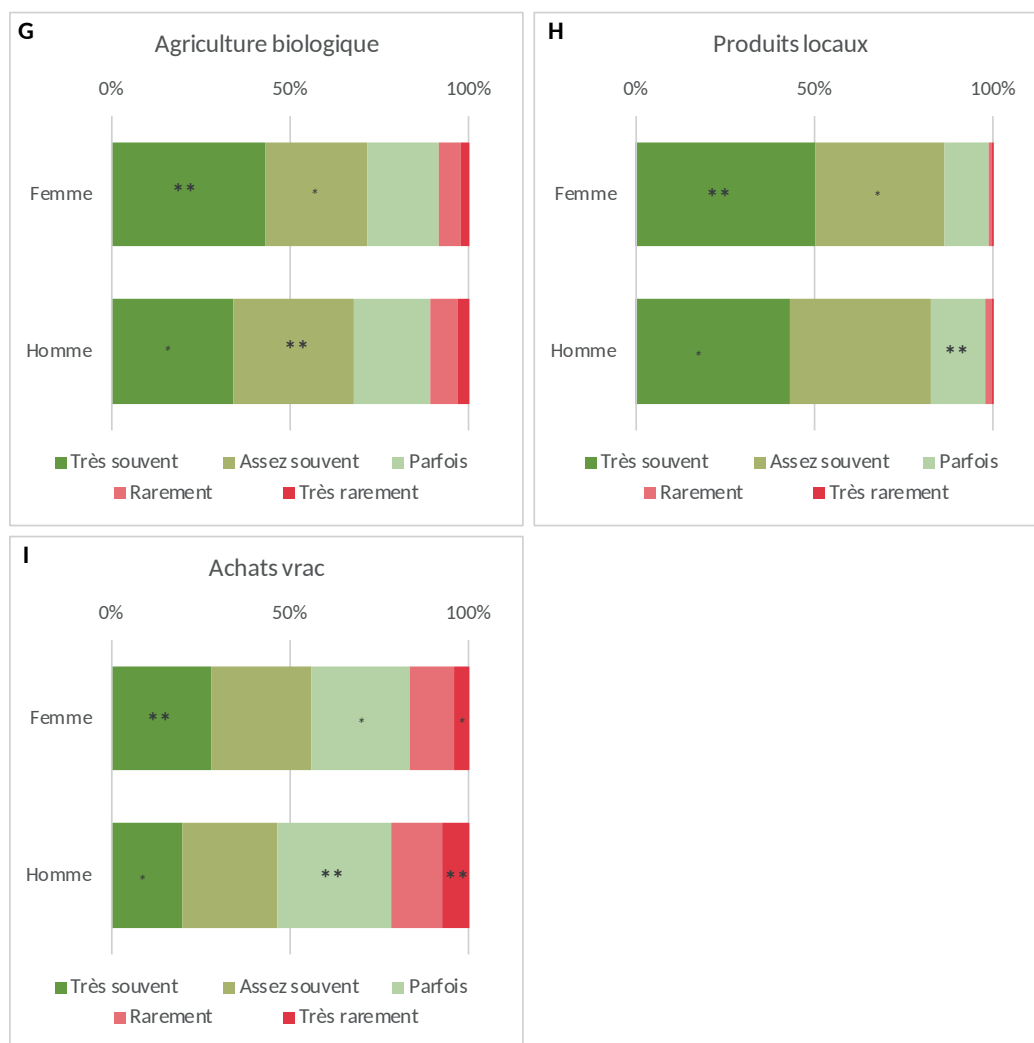 G
Agriculture biologique
0% 50% 100%
Femme ** *
Homme * **
Très souvent Assez souvent Parfois
Rarement Très rarement
H
Produits locaux
0% 50% 100%
Femme ** *
Homme * **
Très souvent Assez souvent Parfois
Rarement Très rarement
I
Achats vrac
0% 50% 100%
Femme ** * *
Homme * ** **
Très souvent Assez souvent Parfois
Rarement Très rarement